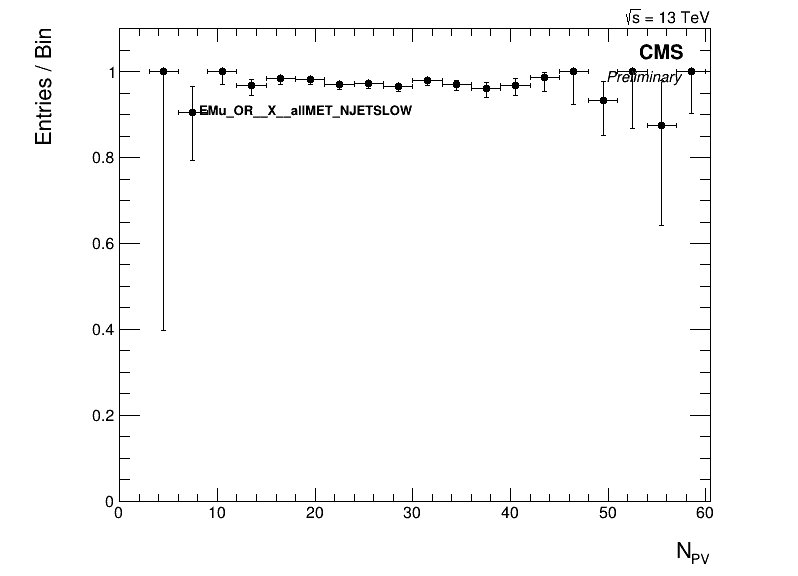 √s = 13 TeV
CMS
Preliminary
EMu_OR__X__allMET_NJETSLOW
Entries / Bin
1
0.8
0.6
0.4
0.2
0
0 10 20 30 40 50 60
N_PV